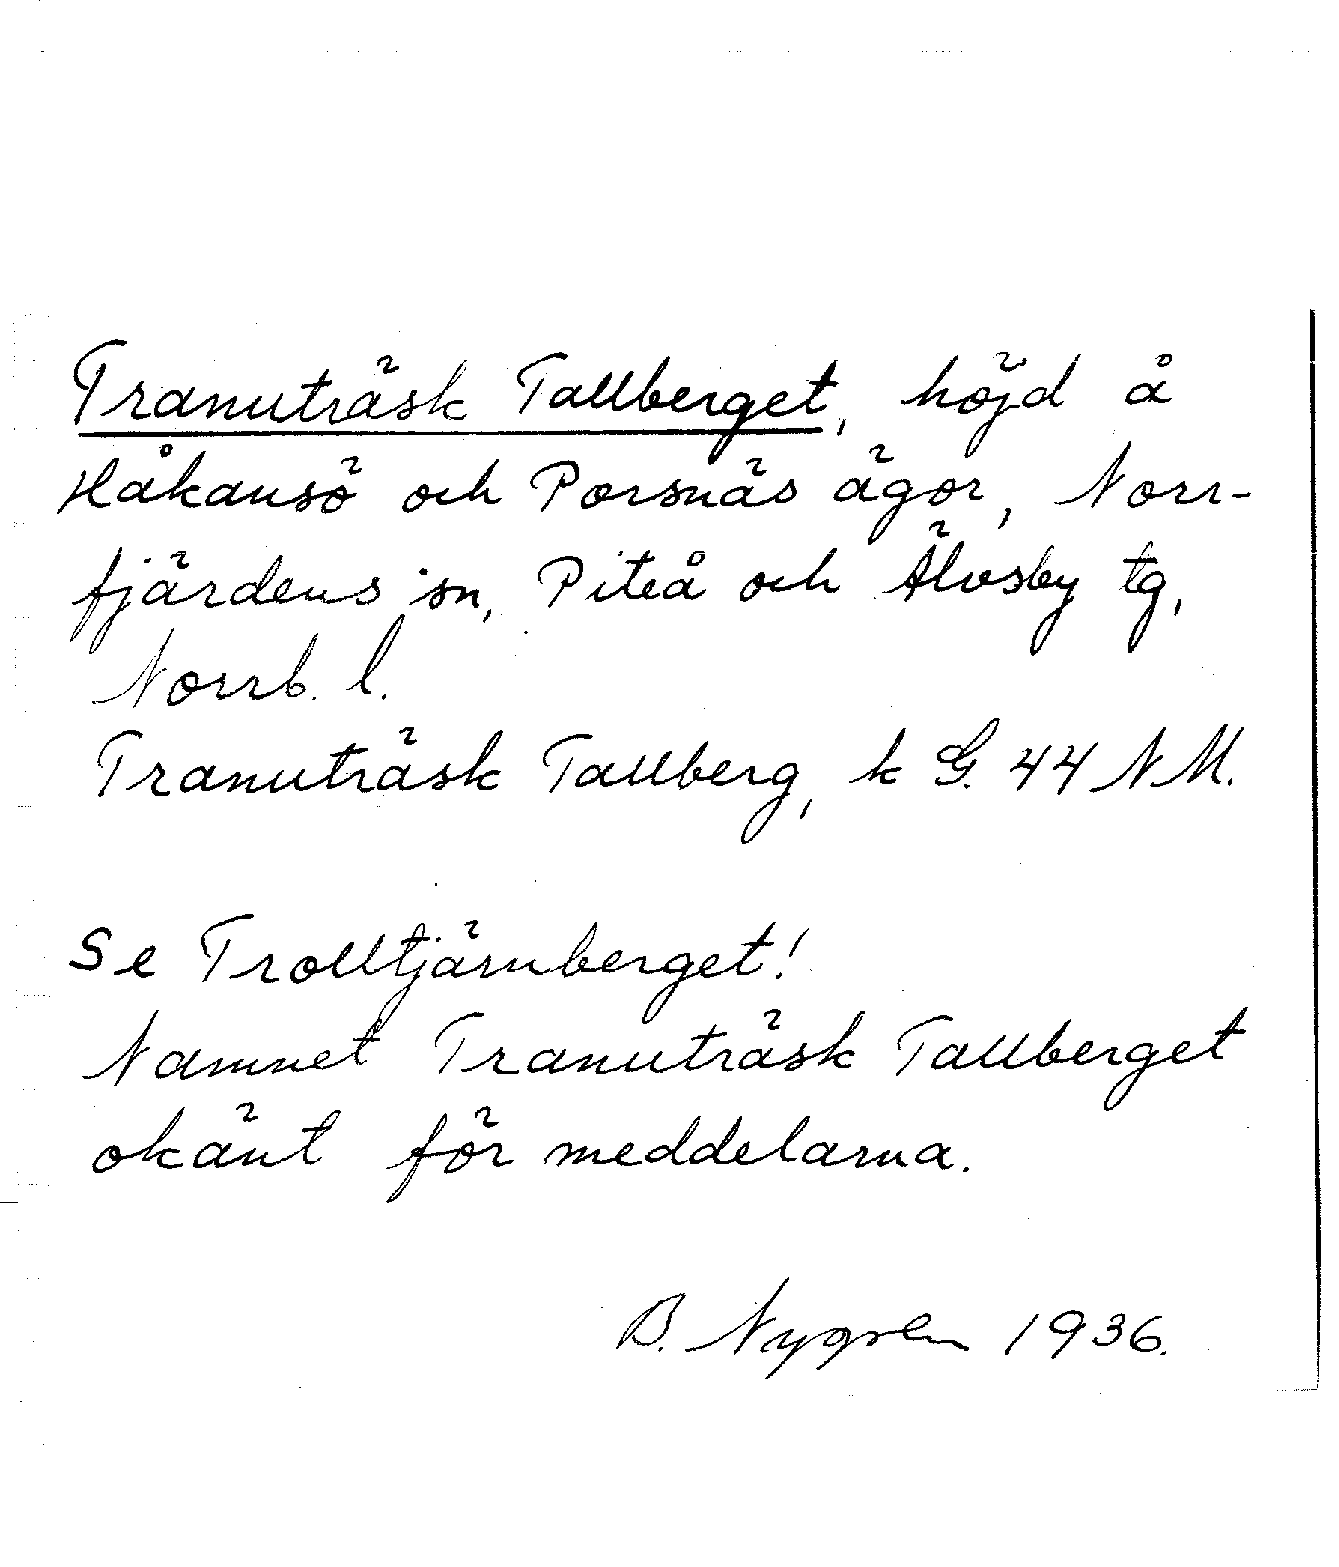 Tranuträsk Tallberget, höjd å
Håkansö och Porsnäs ägor, Norr-
fjärdens sn, Piteå och Älvsby tg,
Norrb. l.
Tranuträsk Tallberg, k G. 44 NM.
Se Trolltjärnberget!
Namnet Tranuträsk Tallberget
okänt för meddelarna.
B. Nygren 1936.